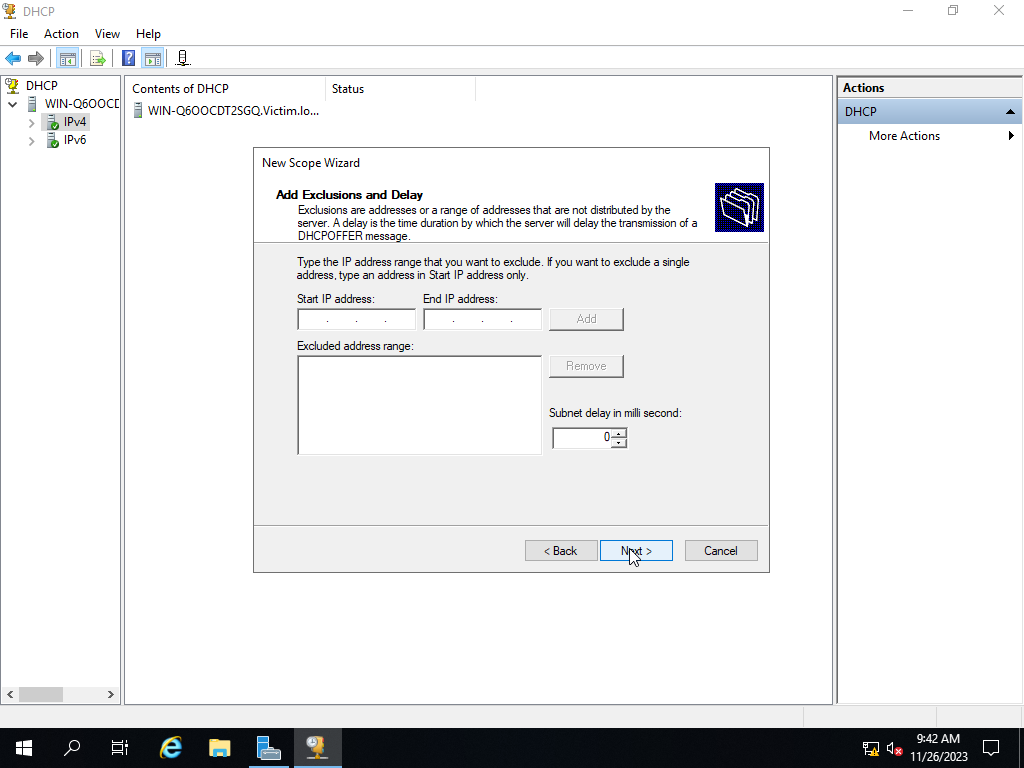 DHCP
File Action View Help
DHCP
WIN-Q6OOCD
IPv4
IPv6
Contents of DHCP Status
WIN-Q6OOCDT2SGQ.Victim.lo...
Actions
DHCP
More Actions
New Scope Wizard
Add Exclusions and Delay
Exclusions are addresses or a range of addresses that are not distributed by the
server. A delay is the time duration by which the server will delay the transmission of a
DHCPOFFER message.
Type the IP address range that you want to exclude. If you want to exclude a single
address, type an address in Start IP address only.
Start IP address: End IP address:
. . . . . . Add
Excluded address range:
Remove
Subnet delay in milli second:
0
< Back Next > Cancel
9:42 AM
11/26/2023